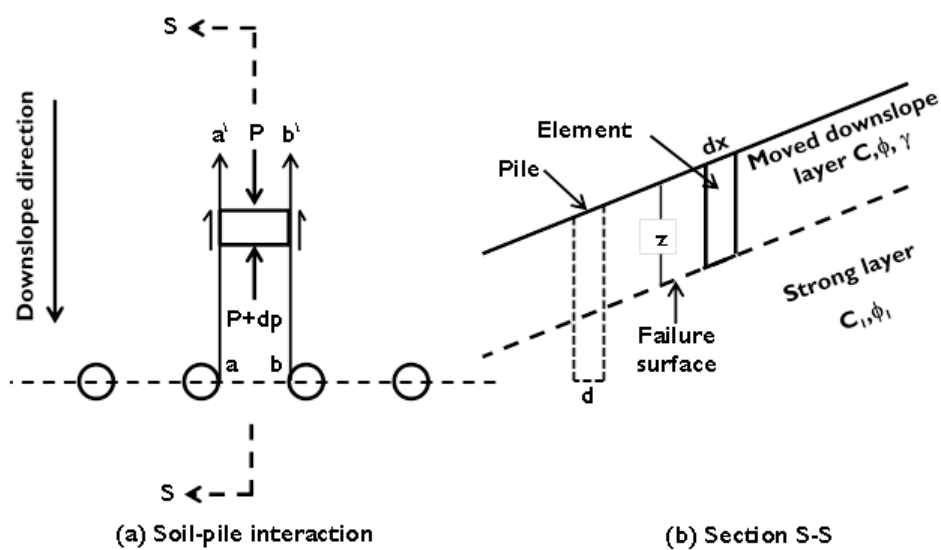 S
Downslope direction
a' P b'
P+dp
a b
S
(a) Soil-pile interaction
Element
dx
Pile
Moved downslope
layer C,ϕ,γ
z
Strong layer
C₁,ϕ₁
Failure
surface
d
(b) Section S-S